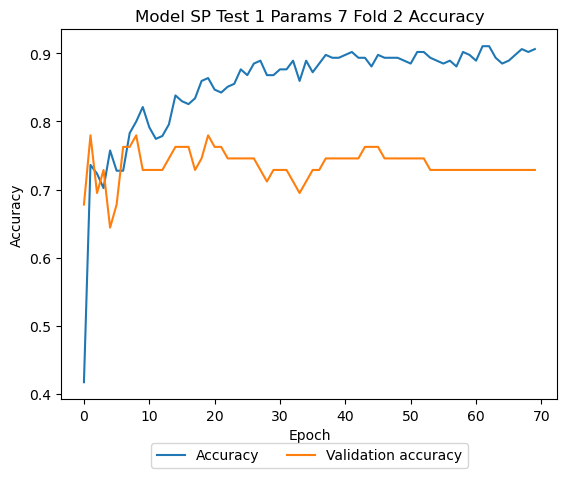 Model SP Test 1 Params 7 Fold 2 Accuracy
0.9
0.8
0.7
0.6
0.5
0.4
Accuracy
0 10 20 30 40 50 60 70
Epoch
Accuracy Validation accuracy